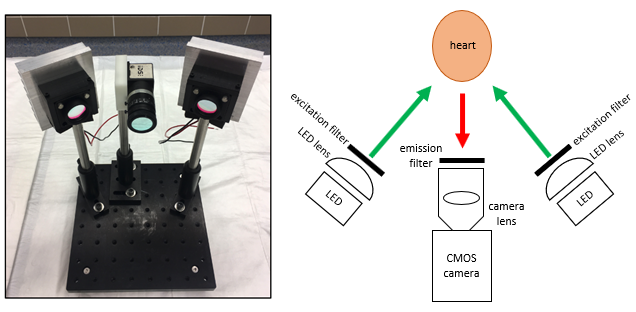 heart
excitation filter
LED lens
LED
emission
filter
camera
lens
CMOS
camera
excitation filter
LED lens
LED